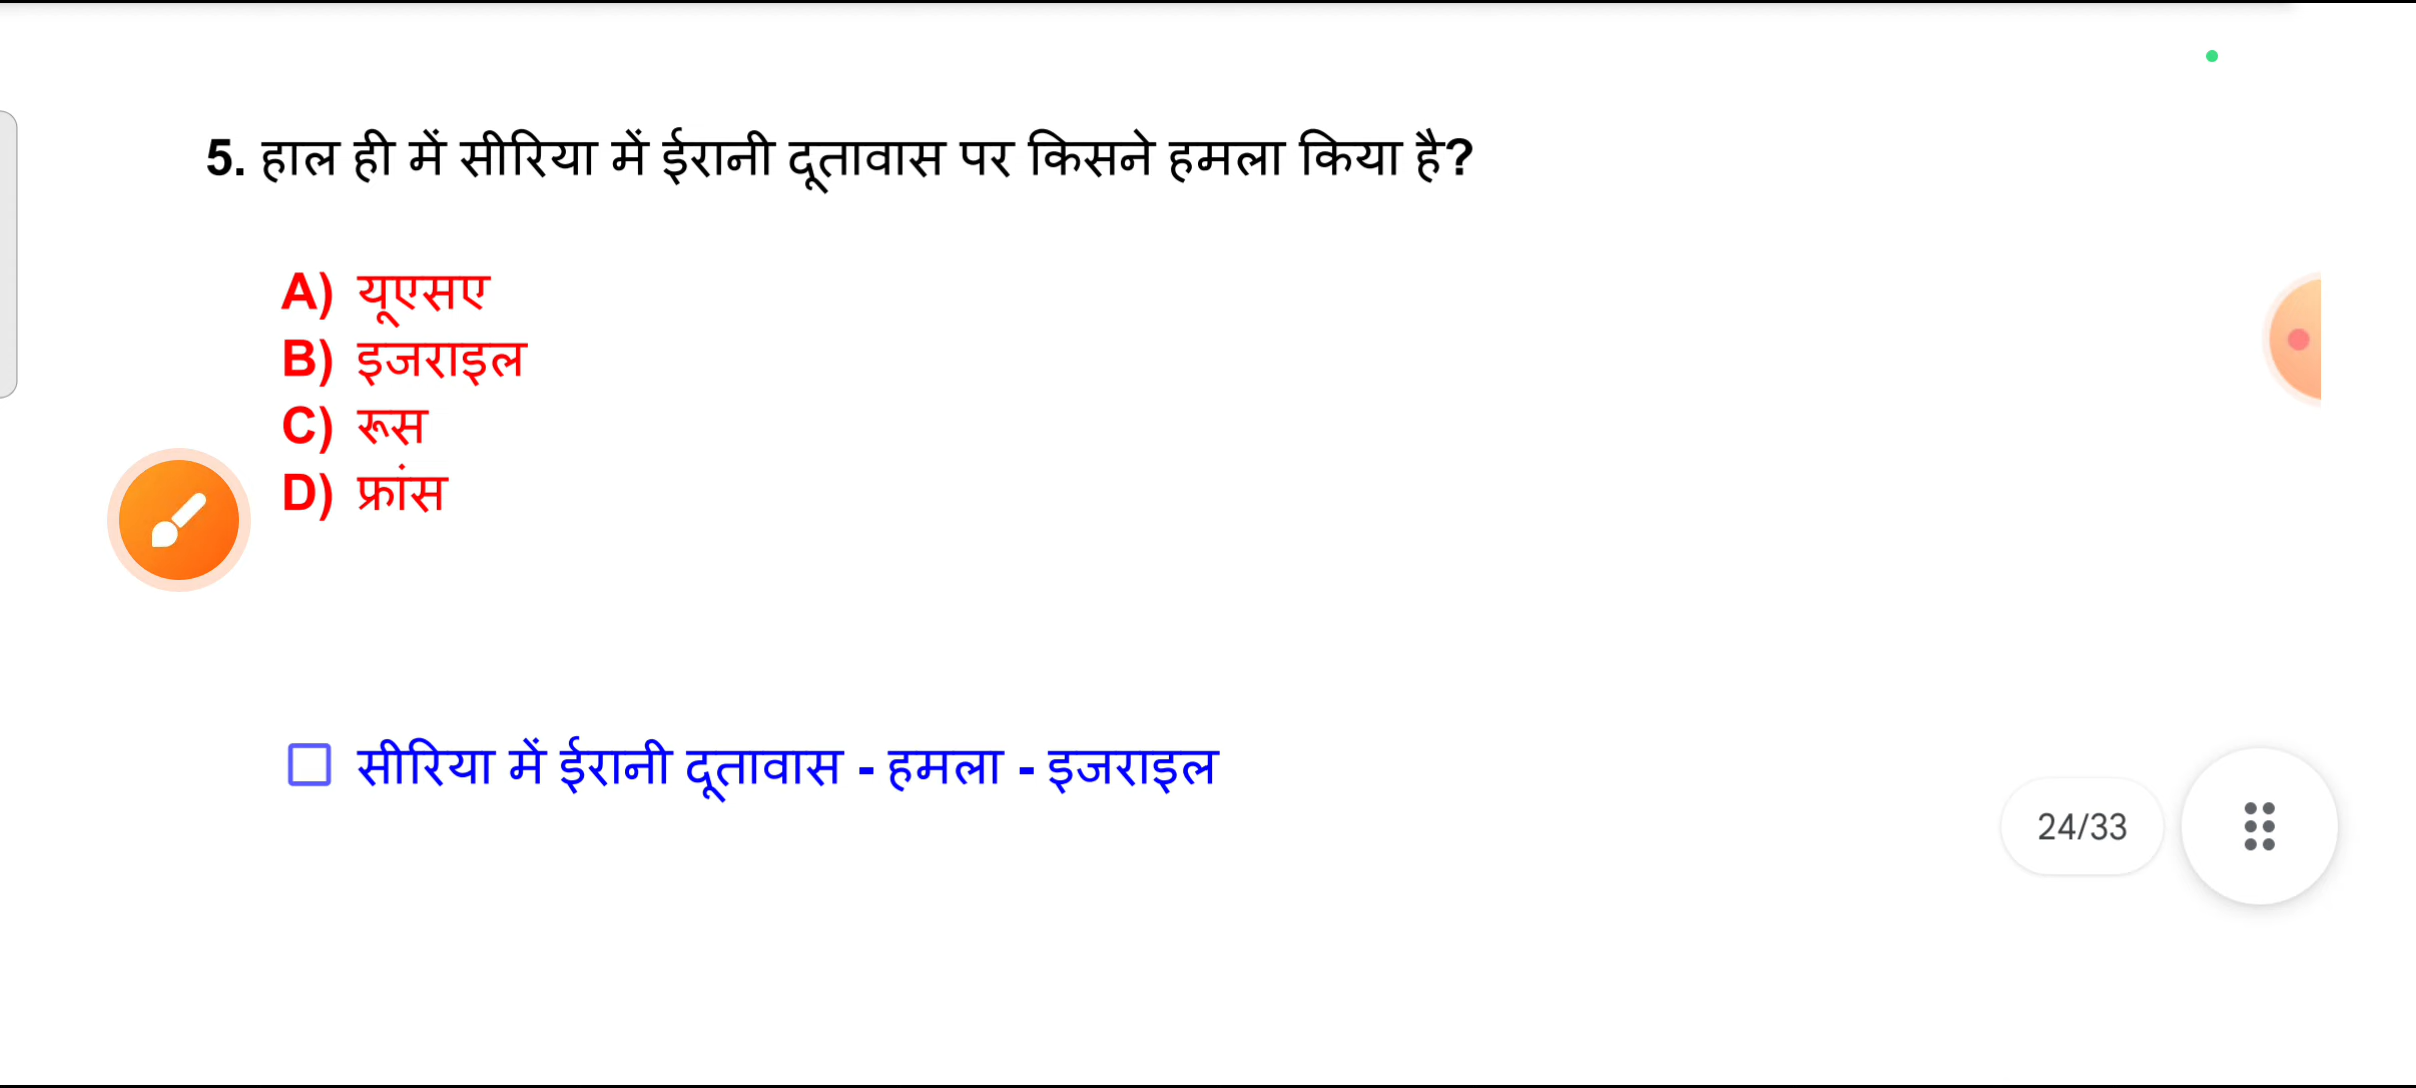 5. हाल ही में सीरिया में ईरानी दूतावास पर किसने हमला किया है?
A) यूएसए
B) इजराइल
C) रूस
D) फ्रांस
सीरिया में ईरानी दूतावास - हमला - इजराइल
24/33